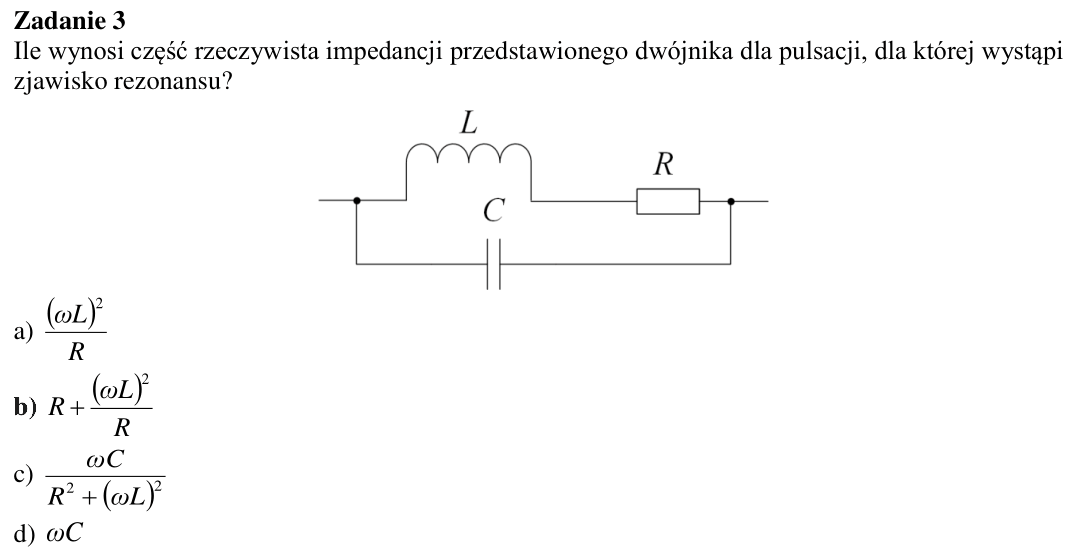 Zadanie 3
Ile wynosi część rzeczywista impedancji przedstawionego dwójnika dla pulsacji, dla której wystąpi
zjawisko rezonansu?
L
R
C
a) (ωL)² / R
b) R + (ωL)² / R
c) ωC / R² + (ωL)²
d) ωC